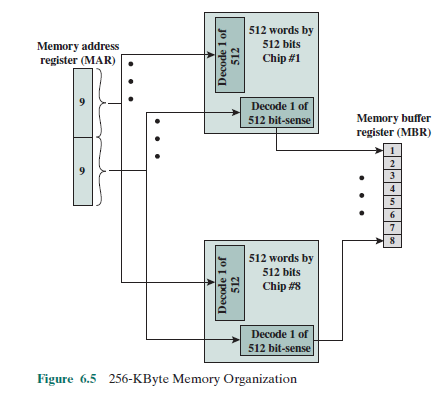 Memory address
register (MAR)
9
9
Decode 1 of
512
512 words by
512 bits
Chip #1
Decode 1 of
512 bit-sense
Memory buffer
register (MBR)
1
2
3
4
5
6
7
8
Decode 1 of
512
512 words by
512 bits
Chip #8
Decode 1 of
512 bit-sense
Figure 6.5 256-KByte Memory Organization